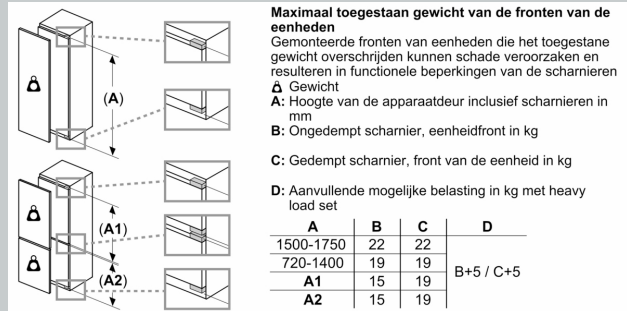 Maximaal toegestaan gewicht van de fronten van de
eenheden
Gemonteerde fronten van eenheden die het toegestane
gewicht overschrijden kunnen schade veroorzaken en
resulteren in functionele beperkingen van de scharnieren
Gewicht
A: Hoogte van de apparaatdeur inclusief scharnieren in
mm
B: Ongedempt scharnier, eenheidfront in kg
C: Gedempt scharnier, front van de eenheid in kg
D: Aanvullende mogelijke belasting in kg met heavy
load set
A B C D
1500-1750 22 22
720-1400 19 19
B+5 / C+5
A1 15 19
A2 15 19
(A)
(A1)
(A2)